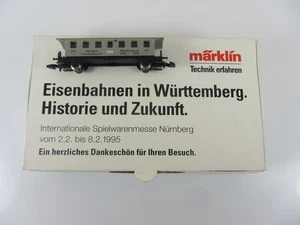 märklin
Technik erfahren
Eisenbahnen in Württemberg.
Historie und Zukunft.
Internationale Spielwarenmesse Nürnberg
vom 2.2. bis 8.2.1995
Ein herzliches Dankeschön für Ihren Besuch.